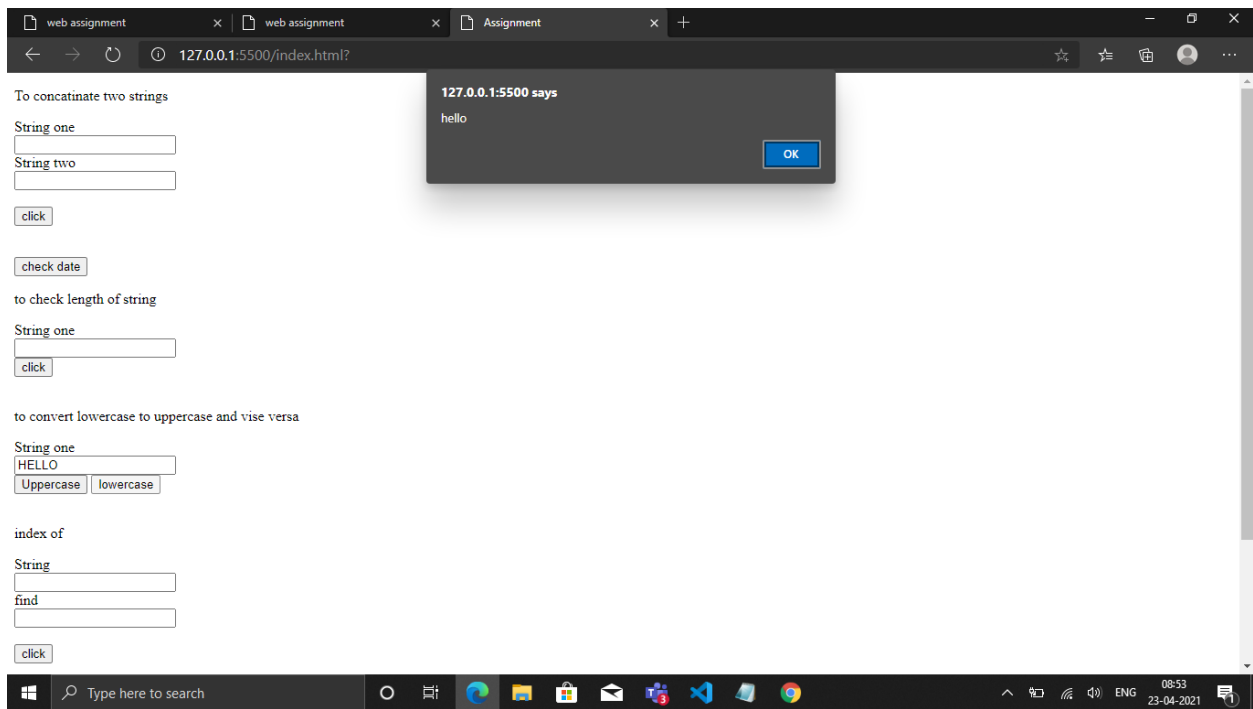 web assignment
web assignment
Assignment
127.0.0.1:5500/index.html?
127.0.0.1:5500 says
hello
OK
To concatinate two strings
String one
String two
click
check date
to check length of string
String one
click
to convert lowercase to uppercase and vise versa
String one
HELLO
Uppercase lowercase
index of
String
find
click
Type here to search
3
ENG
08:53
23-04-2021
1